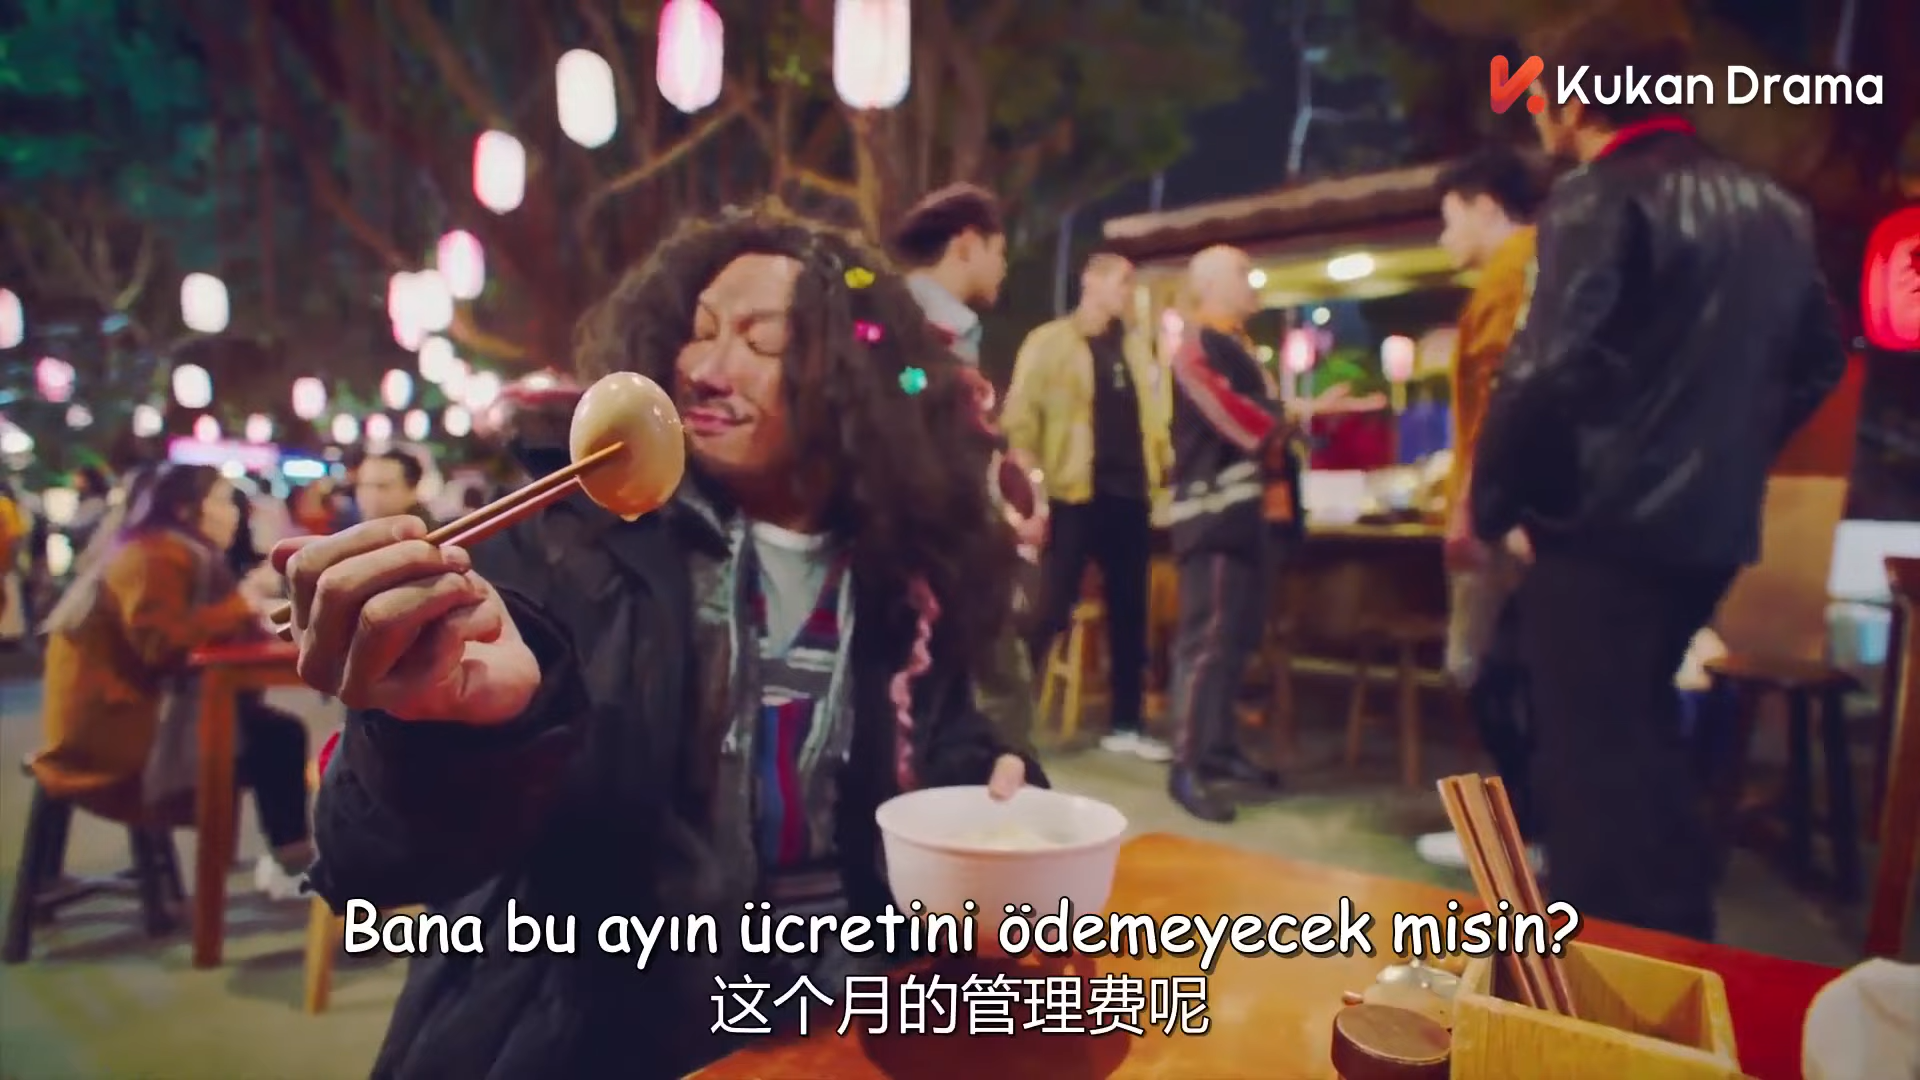 Kukan Drama
Bana bu ayın ücretini ödemeyecek misin?
这个月的管理费呢